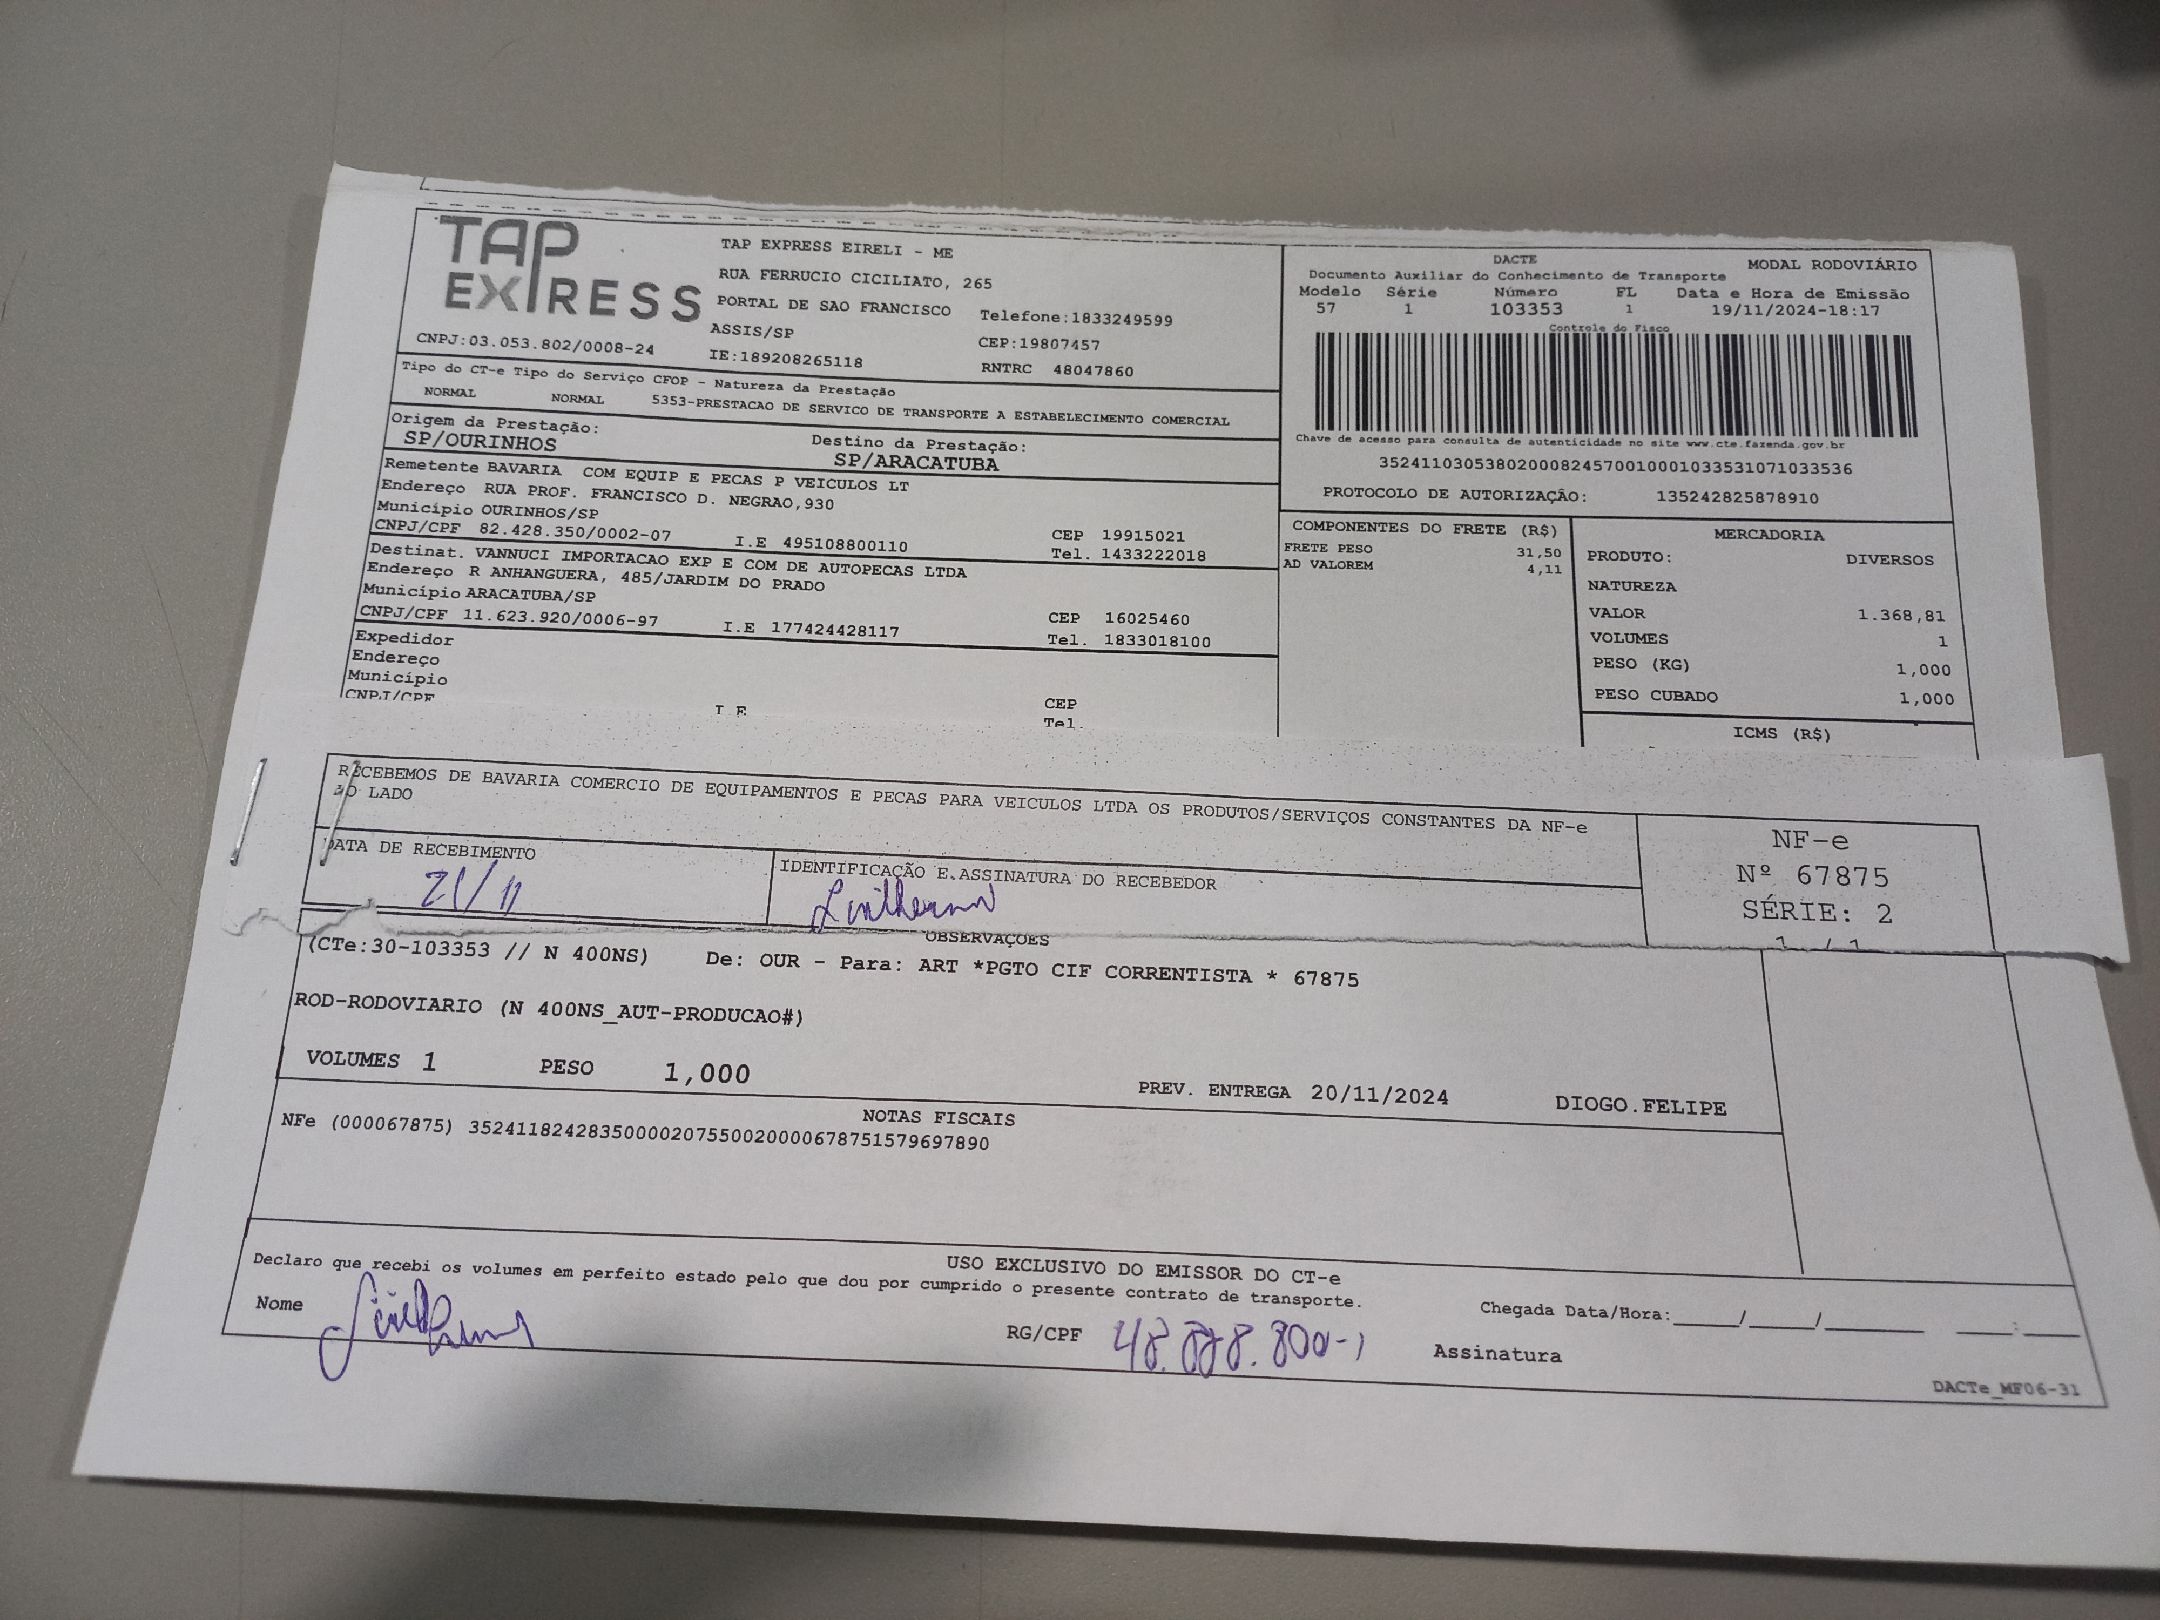 TAP
EXPRESS
TAP EXPRESS EIRELI - ME
RUA FERRUCIO CICILIATO, 265
PORTAL DE SAO FRANCISCO Telefone:1833249599
ASSIS/SP CEP:19807457
CNPJ:03.053.802/0008-24 IE:189208265118 RNTRC 48047860
Tipo do CT-e Tipo do Serviço CFOP - Natureza da Prestação
NORMAL NORMAL 5353-PRESTACAO DE SERVICO DE TRANSPORTE A ESTABELECIMENTO COMERCIAL
Origem da Prestação: Destino da Prestação:
SP/OURINHOS SP/ARACATUBA
Remetente BAVARIA COM EQUIP E PECAS P VEICULOS LT
Endereço RUA PROF. FRANCISCO D. NEGRAO,930
Município OURINHOS/SP CEP 19915021
CNPJ/CPF 82.428.350/0002-07 I.E 495108800110 Tel. 1433222018
Destinat. VANNUCI IMPORTACAO EXP E COM DE AUTOPECAS LTDA
Endereço R ANHANGUERA, 485/JARDIM DO PRADO
Município ARACATUBA/SP CEP 16025460
CNPJ/CPF 11.623.920/0006-97 I.E 177424428117 Tel. 1833018100
Expedidor
Endereço
Município CEP
CNPJ/CPF I E Tel.
DACTE MODAL RODOVIÁRIO
Documento Auxiliar do Conhecimento de Transporte
Modelo Série Número FL Data e Hora de Emissão
57 1 103353 1 19/11/2024-18:17
Controle do Fisco
Chave de acesso para consulta de autenticidade no site www.cte.fazenda.gov.br
35241103053802000824570010001033531071033536
PROTOCOLO DE AUTORIZAÇÃO: 135242825878910
COMPONENTES DO FRETE (R$)
FRETE PESO 31,50
AD VALOREM 4,11
MERCADORIA
PRODUTO: DIVERSOS
NATUREZA
VALOR 1.368,81
VOLUMES 1
PESO (KG) 1,000
PESO CUBADO 1,000
ICMS (R$)
RECEBEMOS DE BAVARIA COMERCIO DE EQUIPAMENTOS E PECAS PARA VEICULOS LTDA OS PRODUTOS/SERVIÇOS CONSTANTES DA NF-e
AO LADO
DATA DE RECEBIMENTO IDENTIFICAÇÃO E ASSINATURA DO RECEBEDOR
21/11
NF-e
Nº 67875
SÉRIE: 2
1 / 1
OBSERVAÇOES
(CTe:30-103353 // N 400NS) De: OUR - Para: ART *PGTO CIF CORRENTISTA * 67875
ROD-RODOVIARIO (N 400NS_AUT-PRODUCAO#)
VOLUMES 1 PESO 1,000 PREV. ENTREGA 20/11/2024 DIOGO.FELIPE
NOTAS FISCAIS
NFe (000067875) 35241182428350000207550020000678751579697890
USO EXCLUSIVO DO EMISSOR DO CT-e
Declaro que recebi os volumes em perfeito estado pelo que dou por cumprido o presente contrato de transporte.
Nome RG/CPF Chegada Data/Hora:____/____/______ ____:____
Assinatura
DACTe_MF06-31